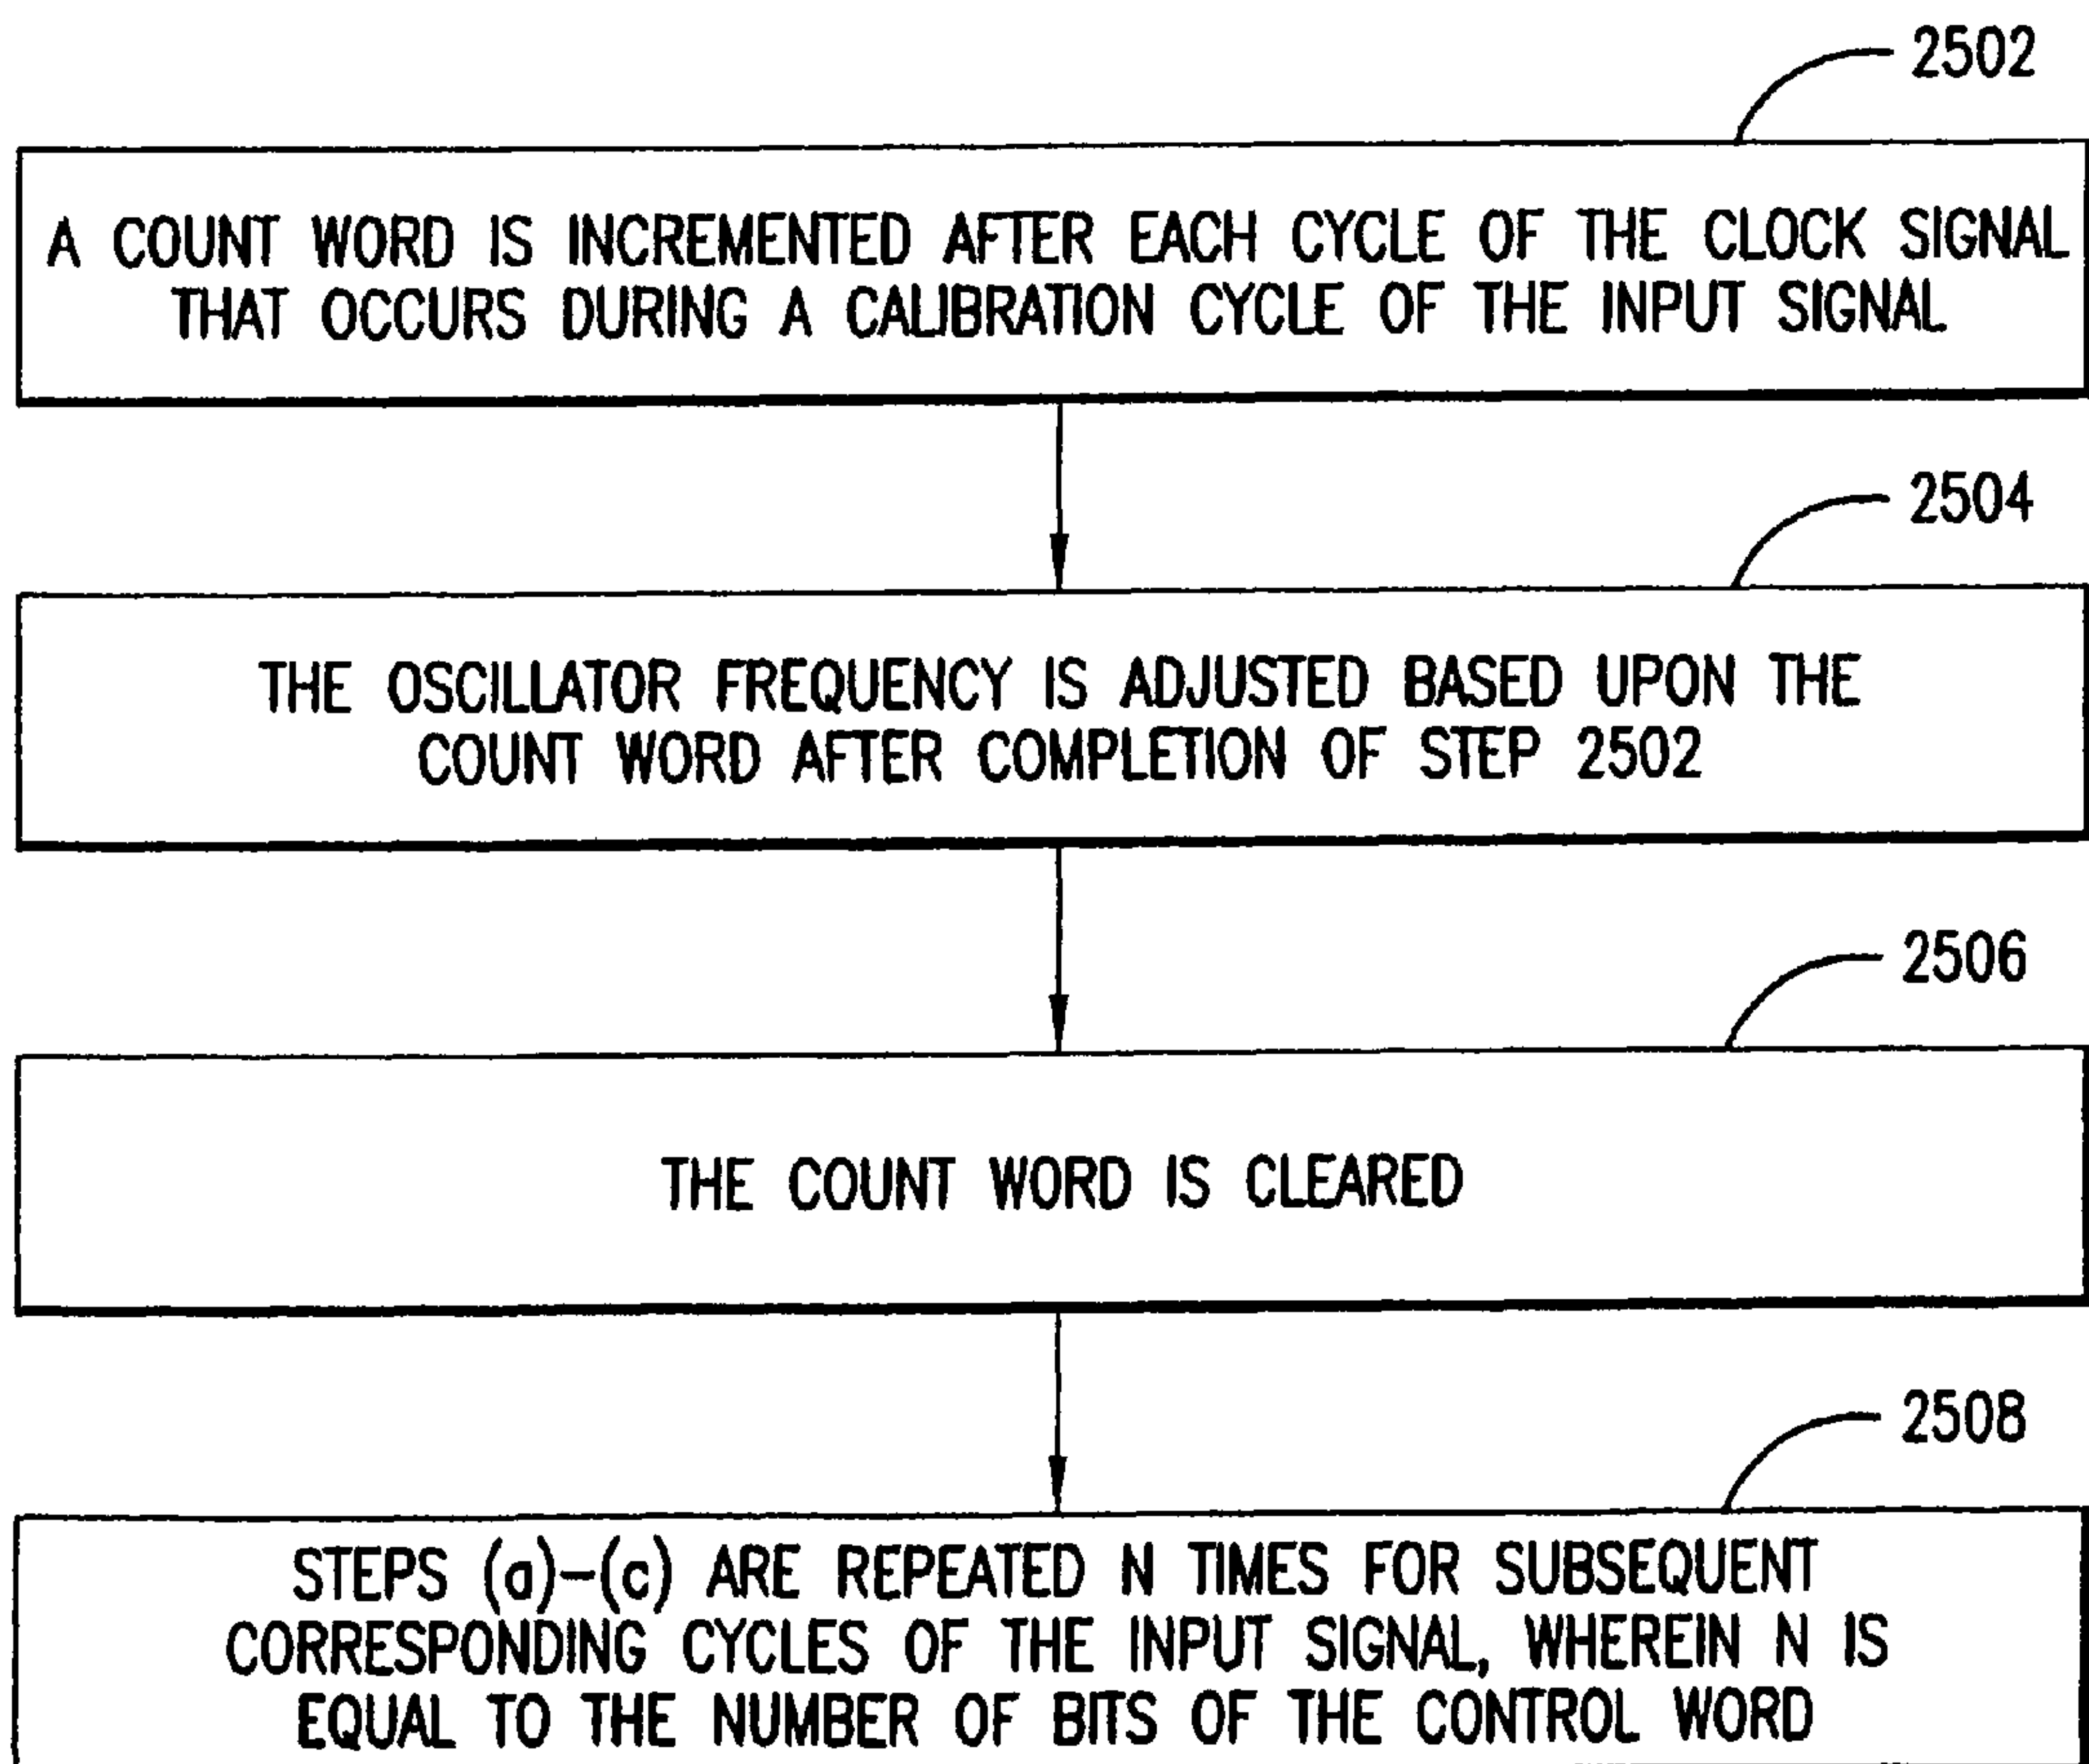 2502
A COUNT WORD IS INCREMENTED AFTER EACH CYCLE OF THE CLOCK SIGNAL
THAT OCCURS DURING A CALIBRATION CYCLE OF THE INPUT SIGNAL
2504
THE OSCILLATOR FREQUENCY IS ADJUSTED BASED UPON THE
COUNT WORD AFTER COMPLETION OF STEP 2502
2506
THE COUNT WORD IS CLEARED
2508
STEPS (a)–(c) ARE REPEATED N TIMES FOR SUBSEQUENT
CORRESPONDING CYCLES OF THE INPUT SIGNAL, WHEREIN N IS
EQUAL TO THE NUMBER OF BITS OF THE CONTROL WORD